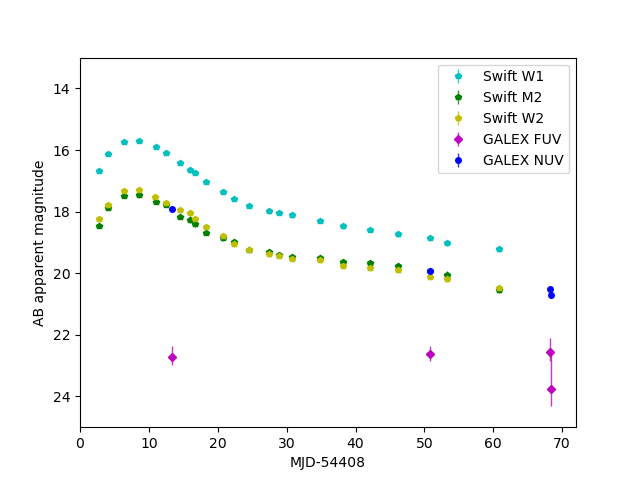 Swift W1
Swift M2
Swift W2
GALEX FUV
GALEX NUV
AB apparent magnitude
14
16
18
20
22
24
0 10 20 30 40 50 60 70
MJD-54408